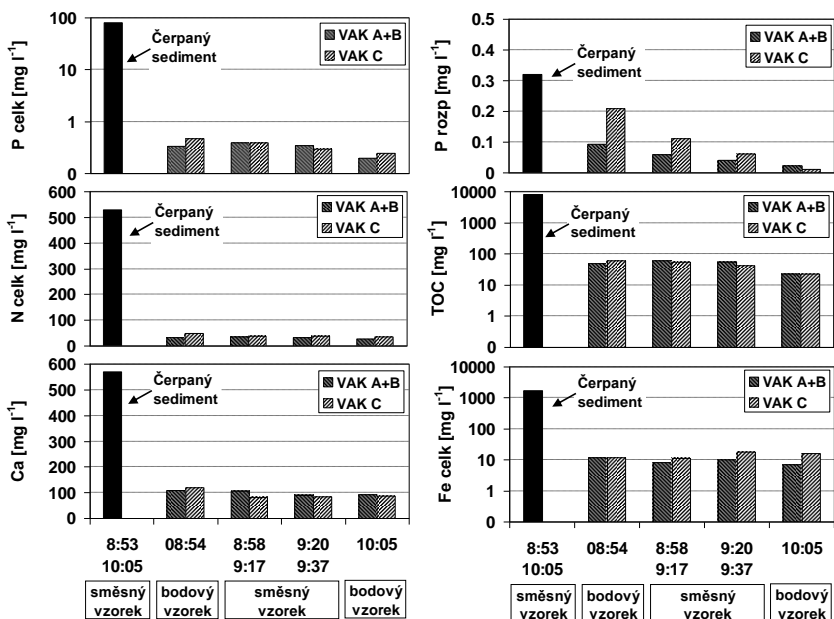 P celk [mg l⁻¹]
100
1
0
Čerpaný
sediment
VAK A+B
VAK C
N celk [mg l⁻¹]
600
500
400
300
200
100
0
Čerpaný
sediment
VAK A+B
VAK C
Ca [mg l⁻¹]
600
500
400
300
200
100
0
Čerpaný
sediment
VAK A+B
VAK C
8:53 08:54 8:58 9:20 10:05
10:05 9:17 9:37
směsný bodový směsný bodový
vzorek vzorek vzorek vzorek
P rozp [mg l⁻¹]
0.5
0.4
0.3
0.2
0.1
0
Čerpaný
sediment
VAK A+B
VAK C
TOC [mg l⁻¹]
10000
1000
100
10
1
0
Čerpaný
sediment
VAK A+B
VAK C
Fe celk [mg l⁻¹]
10000
1000
100
10
1
0
Čerpaný
sediment
VAK A+B
VAK C
8:53 08:54 8:58 9:20 10:05
10:05 9:17 9:37
směsný bodový směsný bodový
vzorek vzorek vzorek vzorek